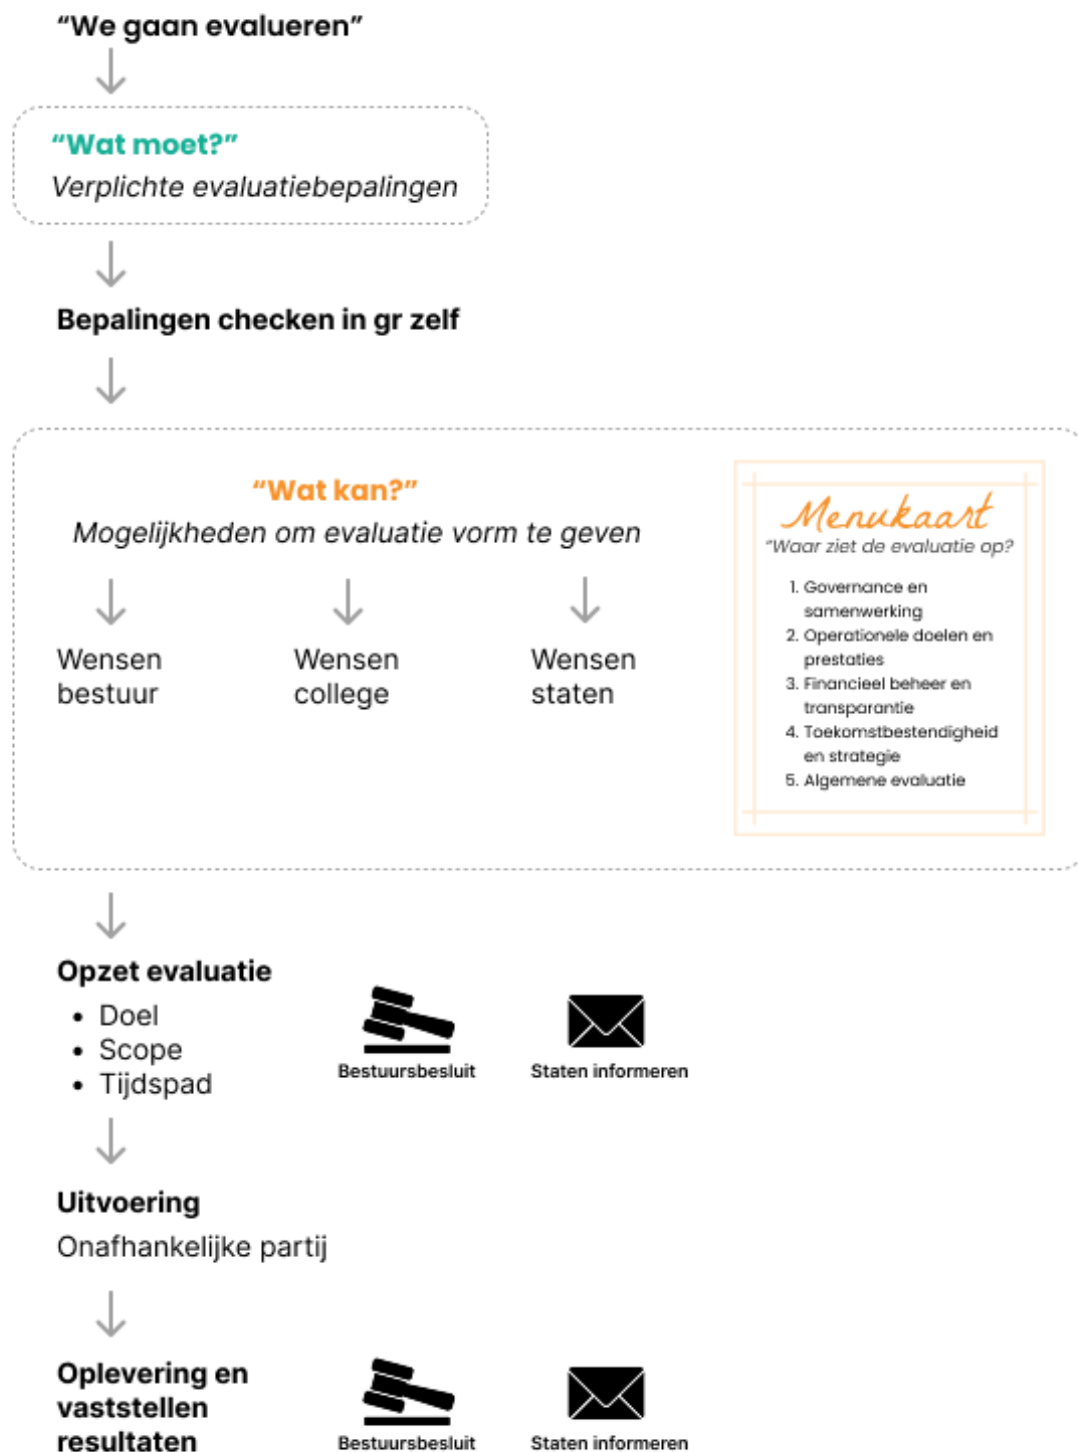 “We gaan evalueren”
“Wat moet?”
Verplichte evaluatiebepalingen
Bepalingen checken in gr zelf
“Wat kan?”
Mogelijkheden om evaluatie vorm te geven
Wensen
bestuur
Wensen
college
Wensen
staten
Menukaart
“Waar ziet de evaluatie op?
1. Governance en
samenwerking
2. Operationele doelen en
prestaties
3. Financieel beheer en
transparantie
4. Toekomstbestendigheid
en strategie
5. Algemene evaluatie
Opzet evaluatie
• Doel
• Scope
• Tijdspad
Bestuursbesluit
Staten informeren
Uitvoering
Onafhankelijke partij
Oplevering en
vaststellen
resultaten
Bestuursbesluit
Staten informeren